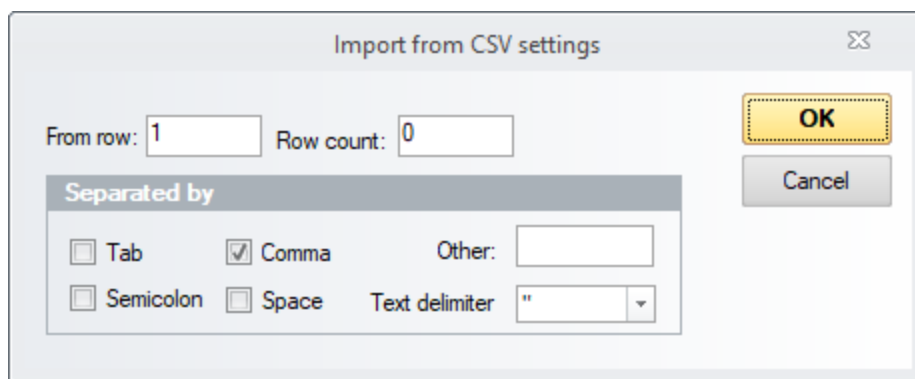 Import from CSV settings
From row: 1 Row count: 0 OK
Cancel
Separated by
Tab Comma Other:
Semicolon Space Text delimiter "